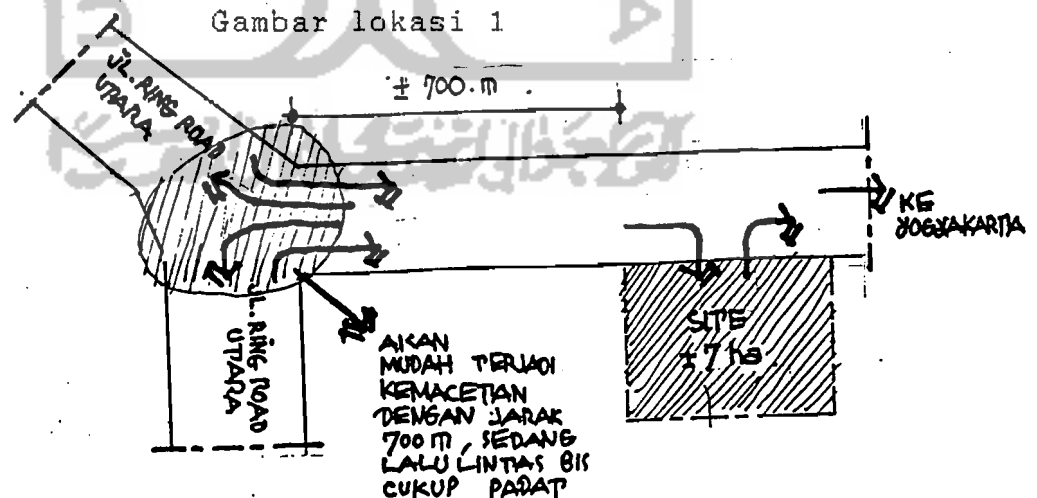 Gambar lokasi 1
± 700.m
JL. RING ROAD
UTARA
KE
YOGYAKARTA
SITE
± 7 ha
JL. RING ROAD
UTARA
AKAN
MUDAH TERJADI
KEMACETAN
DENGAN JARAK
700 m, SEDANG
LALU LINTAS BIS
CUKUP PADAT